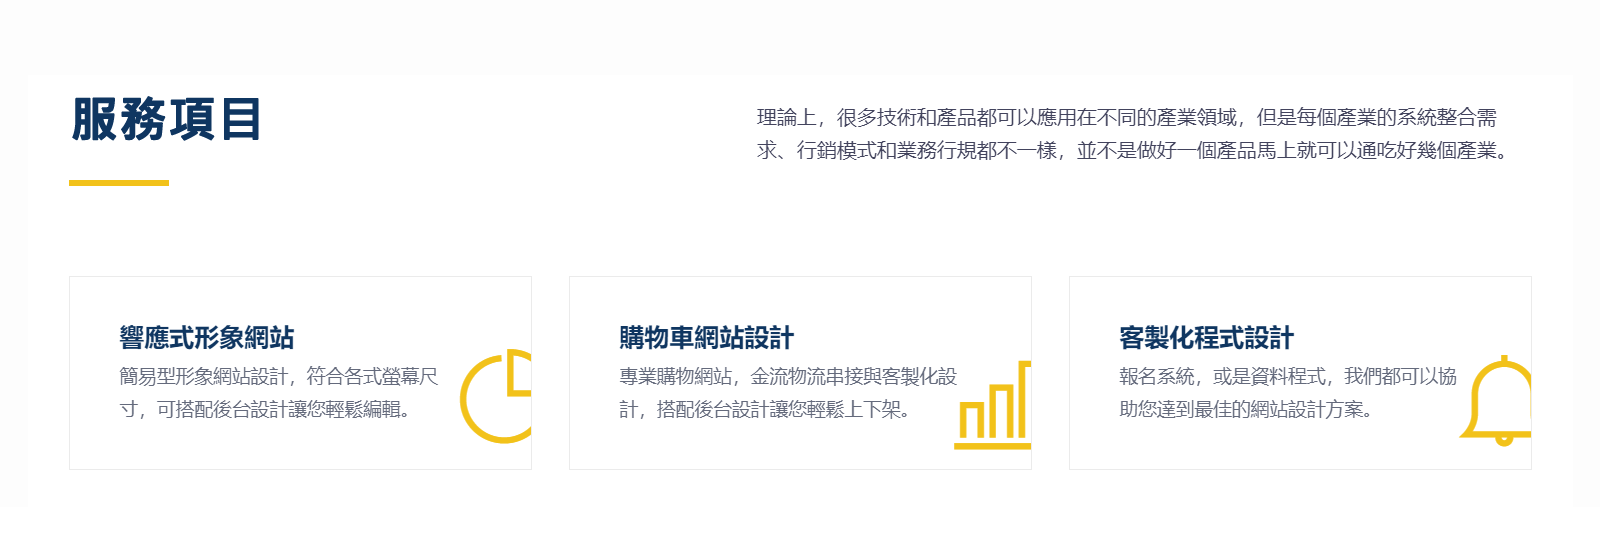 服務項目
理論上，很多技術和產品都可以應用在不同的產業領域，但是每個產業的系統整合需
求、行銷模式和業務行規都不一樣，並不是做好一個產品馬上就可以通吃好幾個產業。
響應式形象網站
簡易型形象網站設計，符合各式螢幕尺
寸，可搭配後台設計讓您輕鬆編輯。
購物車網站設計
專業購物網站，金流物流串接與客製化設
計，搭配後台設計讓您輕鬆上下架。
客製化程式設計
報名系統，或是資料程式，我們都可以協
助您達到最佳的網站設計方案。